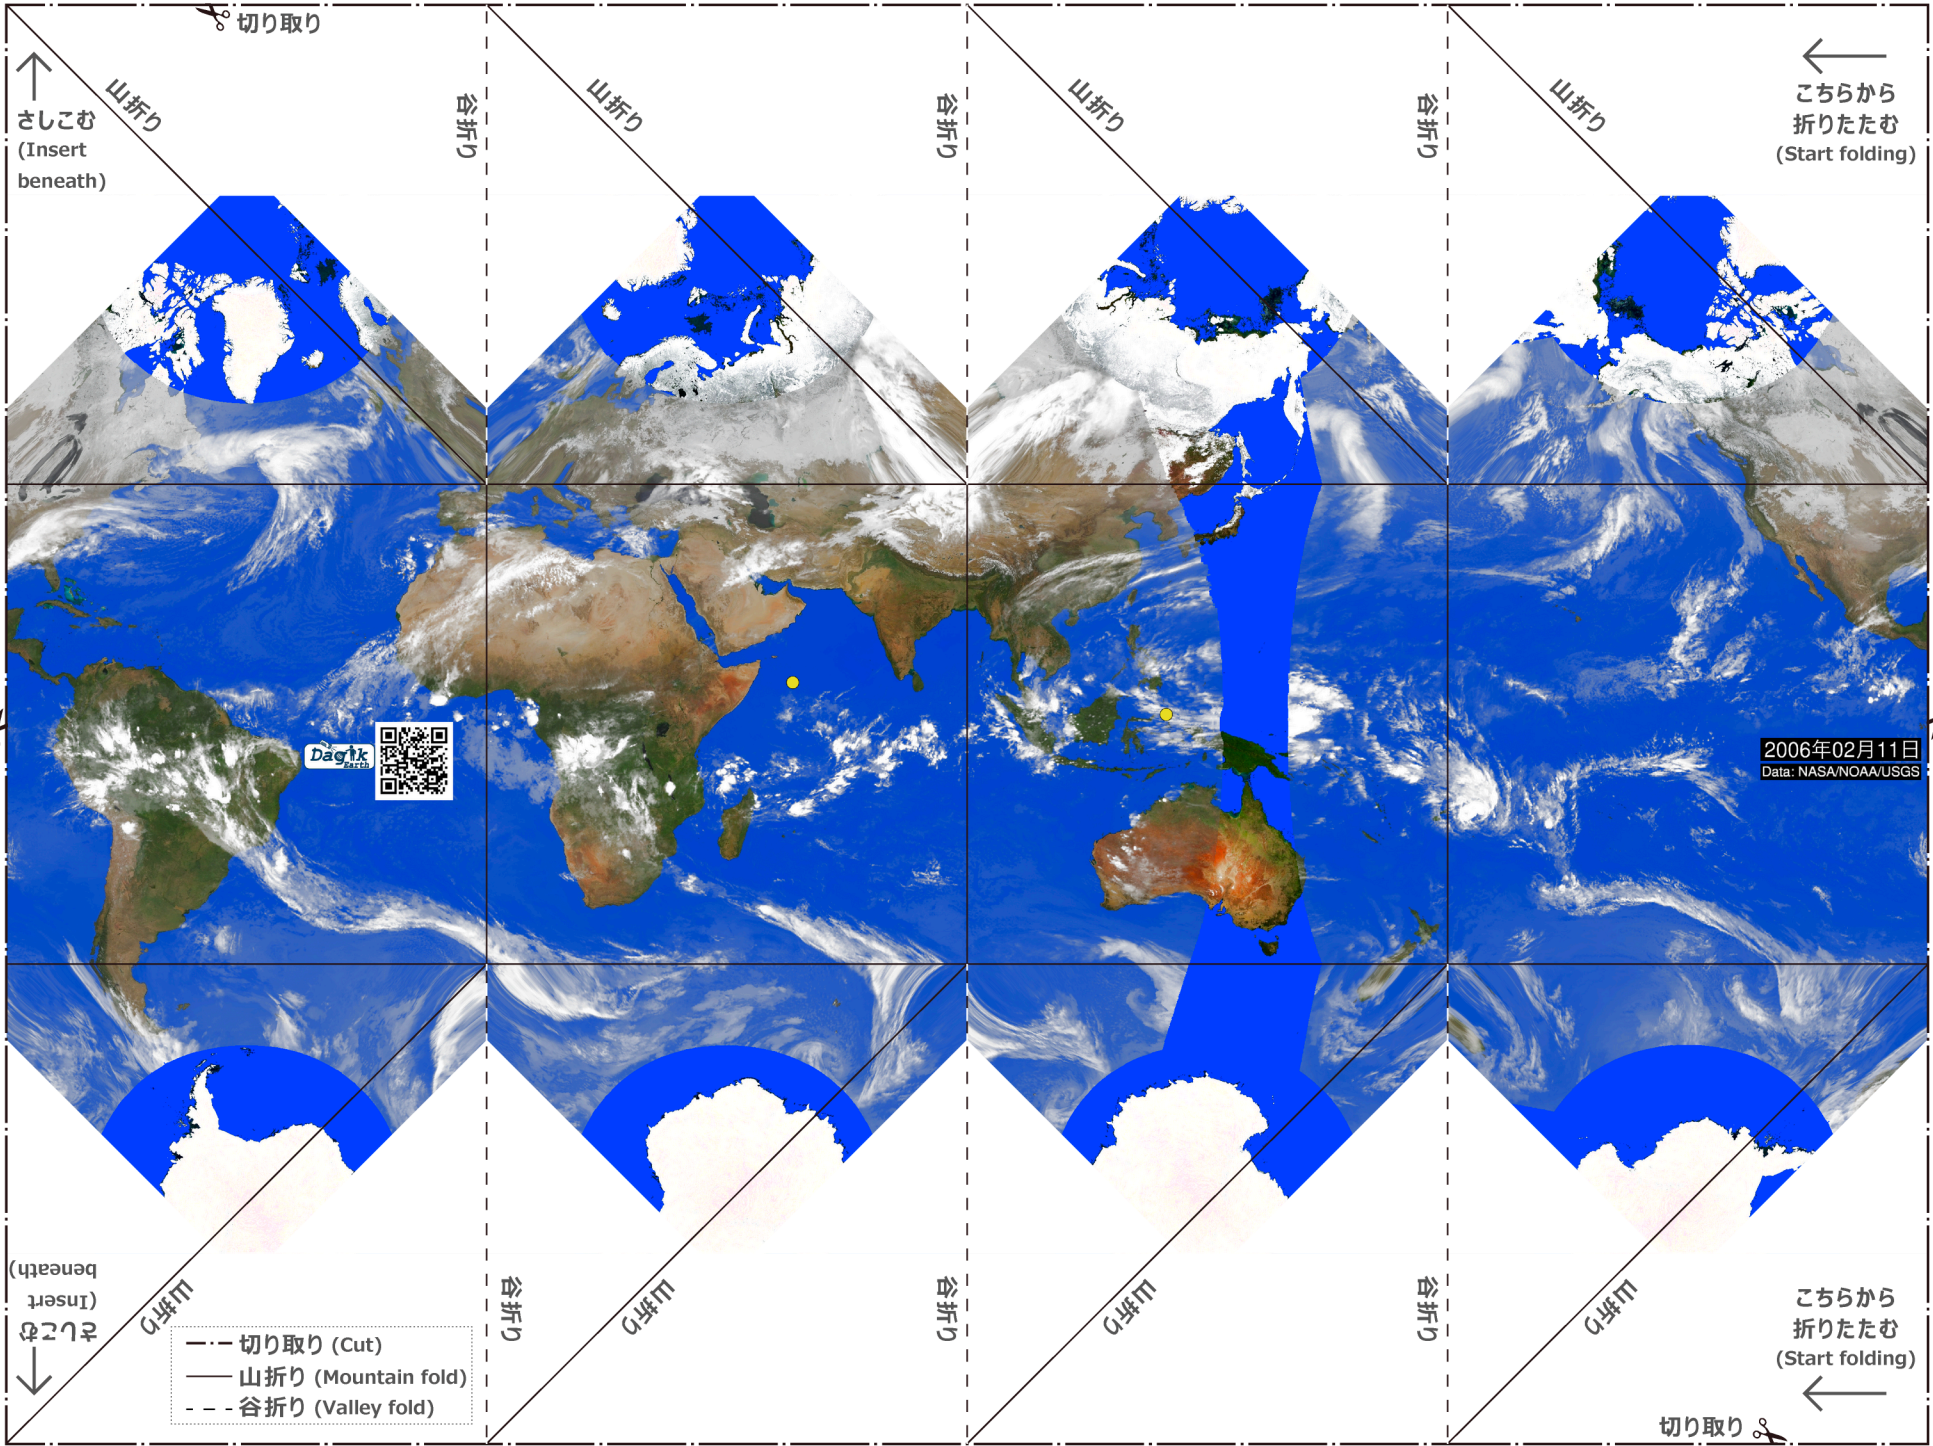 切り取り
山折り
谷折り
山折り
谷折り
山折り
谷折り
山折り
さしこむ
(Insert
beneath)
こちらから
折りたたむ
(Start folding)
Dagik
Earth
2006年02月11日
Data: NASA/NOAA/USGS
さしこむ
(Insert
beneath)
山折り
谷折り
山折り
谷折り
山折り
谷折り
山折り
こちらから
折りたたむ
(Start folding)
切り取り (Cut)
山折り (Mountain fold)
谷折り (Valley fold)
切り取り